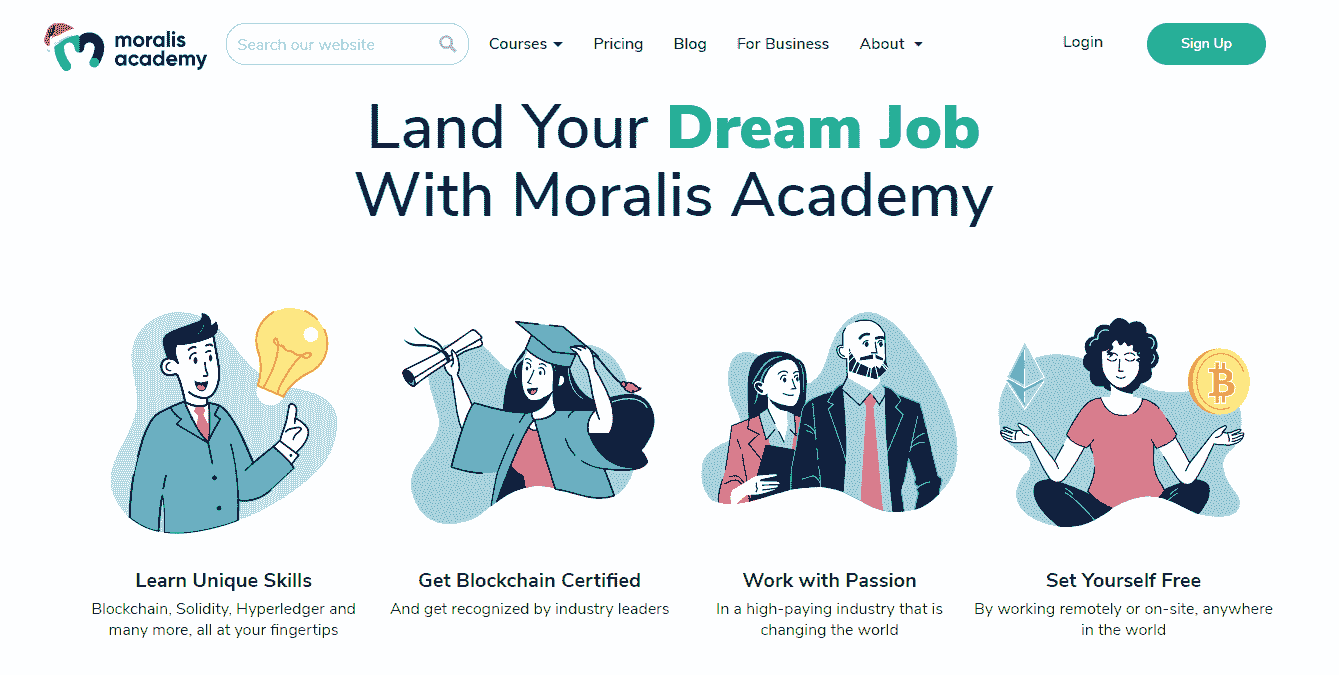 moralis
academy
Search our website
Courses
Pricing
Blog
For Business
About
Login
Sign Up
Land Your Dream Job
With Moralis Academy
Learn Unique Skills
Blockchain, Solidity, Hyperledger and
many more, all at your fingertips
Get Blockchain Certified
And get recognized by industry leaders
Work with Passion
In a high-paying industry that is
changing the world
Set Yourself Free
By working remotely or on-site, anywhere
in the world